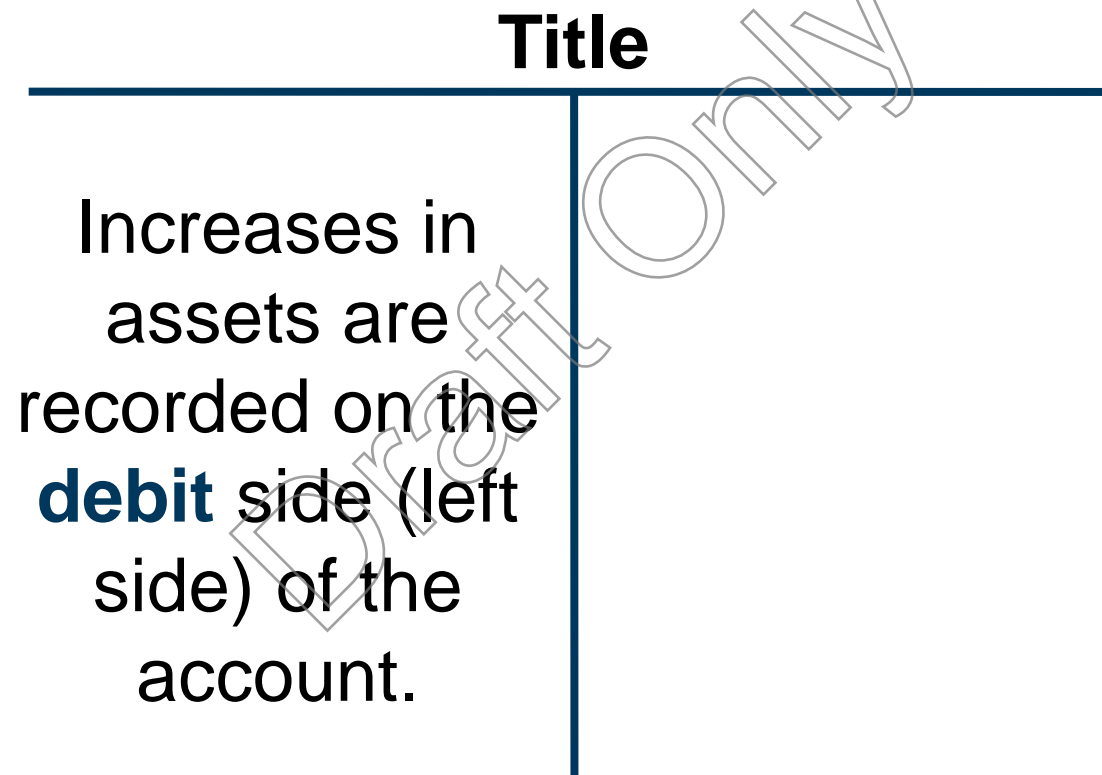 Title
Increases in
assets are
recorded on the
debit side (left
side) of the
account.
Draft Only